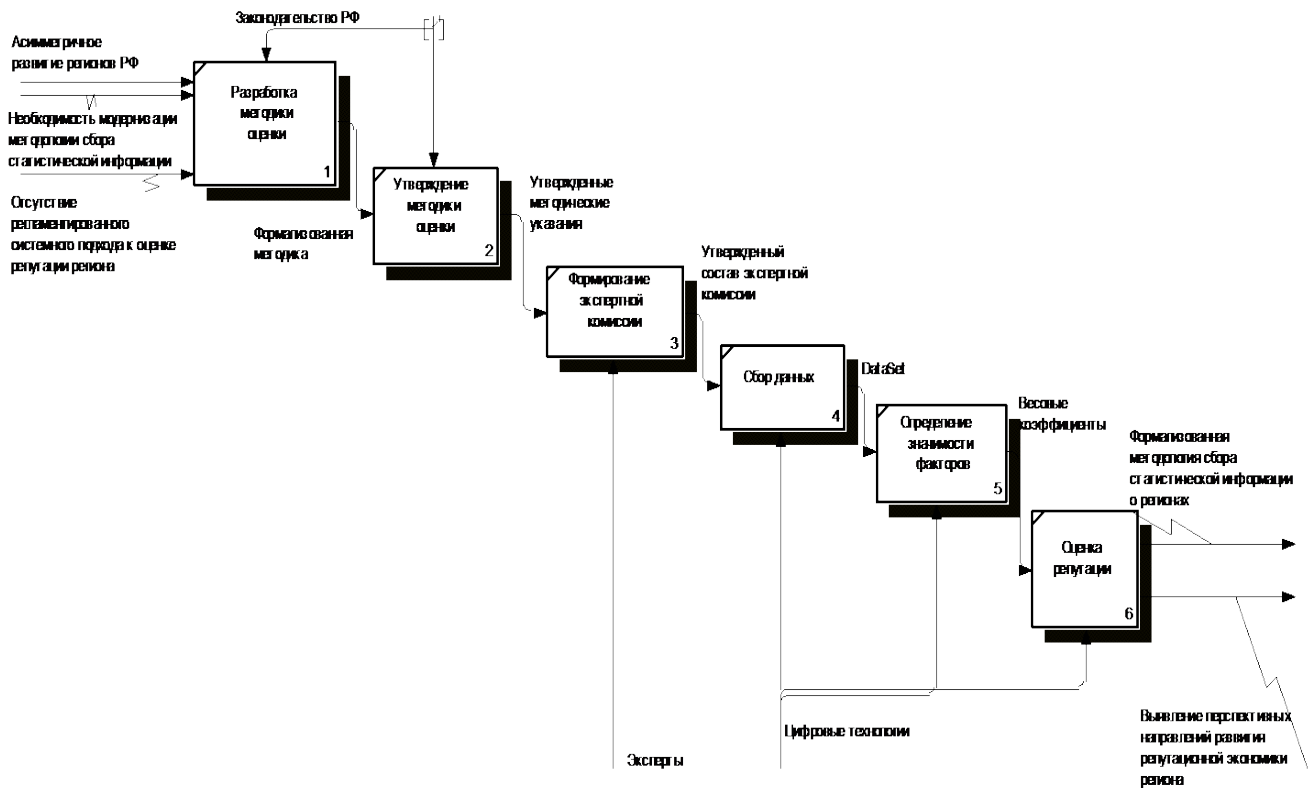 Законодательство РФ
Асимметричное
развитие регионов РФ
Необходимость модернизации
методологии сбора
статистической информации
Отсутствие
регламентированного
системного подхода к оценке
репутации региона
Разработка
методики
оценки
1
Формализованная
методика
Утверждение
методики
оценки
2
Утвержденные
методические
указания
Формирование
экспертной
комиссии
3
Утвержденный
состав экспертной
комиссии
Сбор данных
4
DataSet
Определение
значимости
факторов
5
Весовые
коэффициенты
Оценка
репутации
6
Формализованная
методология сбора
статистической информации
о регионах
Выявление перспективных
направлений развития
репутационной экономики
региона
Цифровые технологии
Эксперты